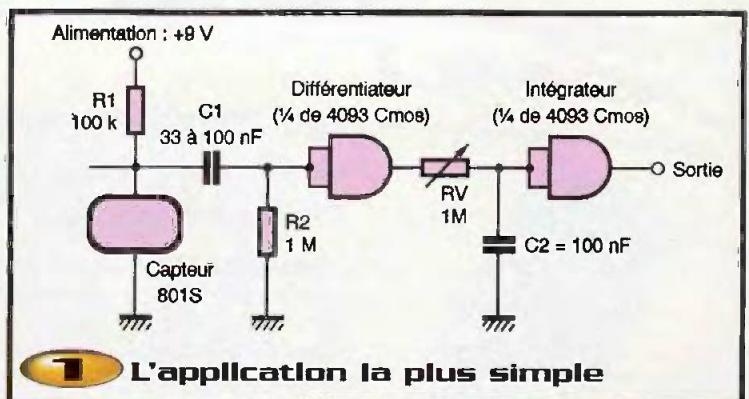 Alimentation : +9 V
R1
100 k
C1
33 à 100 nF
Différentiateur
(¼ de 4093 Cmos)
Intégrateur
(¼ de 4093 Cmos)
Sortie
RV
1M
R2
1 M
C2 = 100 nF
Capteur
801S
1 L'application la plus simple